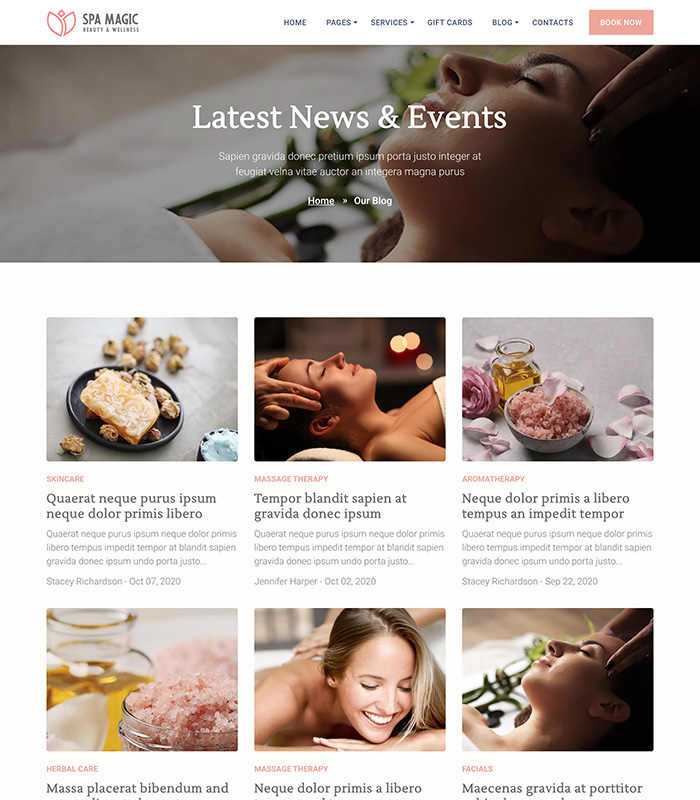 SPA MAGIC
BEAUTY & WELLNESS
HOME PAGES SERVICES GIFT CARDS BLOG CONTACTS BOOK NOW
Latest News & Events
Sapien gravida donec pretium ipsum porta justo integer at
feugiat velna vitae auctor an integera magna purus
Home » Our Blog
SKINCARE
Quaerat neque purus ipsum
neque dolor primis libero
Quaerat neque purus ipsum neque dolor primis
libero tempus impedit tempor at blandit sapien
gravida donec ipsum undo porta justo...
Stacey Richardson - Oct 07, 2020
MASSAGE THERAPY
Tempor blandit sapien at
gravida donec ipsum
Quaerat neque purus ipsum neque dolor primis
libero tempus impedit tempor at blandit sapien
gravida donec ipsum undo porta justo...
Jennifer Harper - Oct 02, 2020
AROMATHERAPY
Neque dolor primis a libero
tempus an impedit tempor
Quaerat neque purus ipsum neque dolor primis
libero tempus impedit tempor at blandit sapien
gravida donec ipsum undo porta justo...
Stacey Richardson - Sep 22, 2020
HERBAL CARE
Massa placerat bibendum and
MASSAGE THERAPY
Neque dolor primis a libero
FACIALS
Maecenas gravida at porttitor